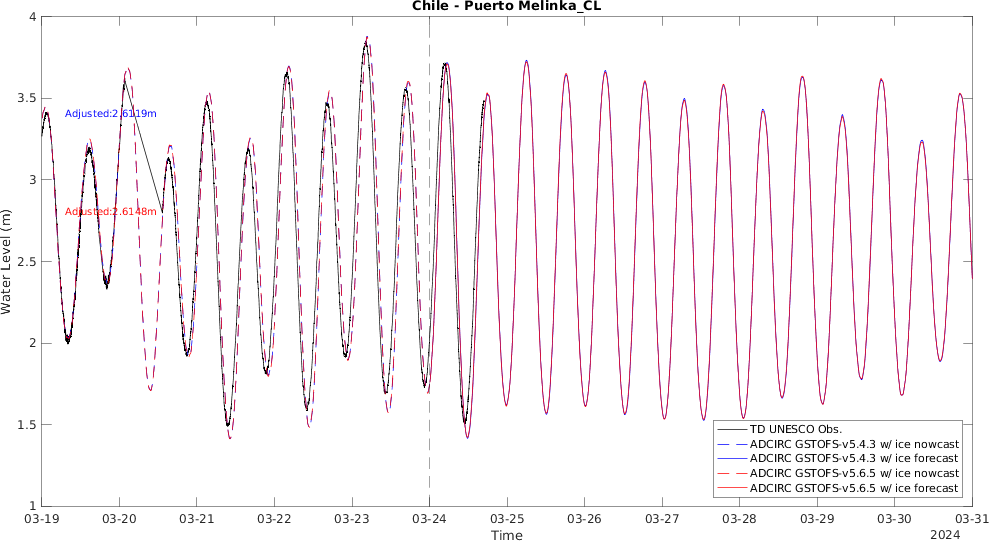 Chile - Puerto Melinka_CL
4
3.5
3
2.5
2
1.5
1
Water Level (m)
Adjusted:2.6119m
Adjusted:2.6148m
TD UNESCO Obs.
ADCIRC GSTOFS-v5.4.3 w/ ice nowcast
ADCIRC GSTOFS-v5.4.3 w/ ice forecast
ADCIRC GSTOFS-v5.6.5 w/ ice nowcast
ADCIRC GSTOFS-v5.6.5 w/ ice forecast
03-19 03-20 03-21 03-22 03-23 03-24 03-25 03-26 03-27 03-28 03-29 03-30 03-31
Time
2024